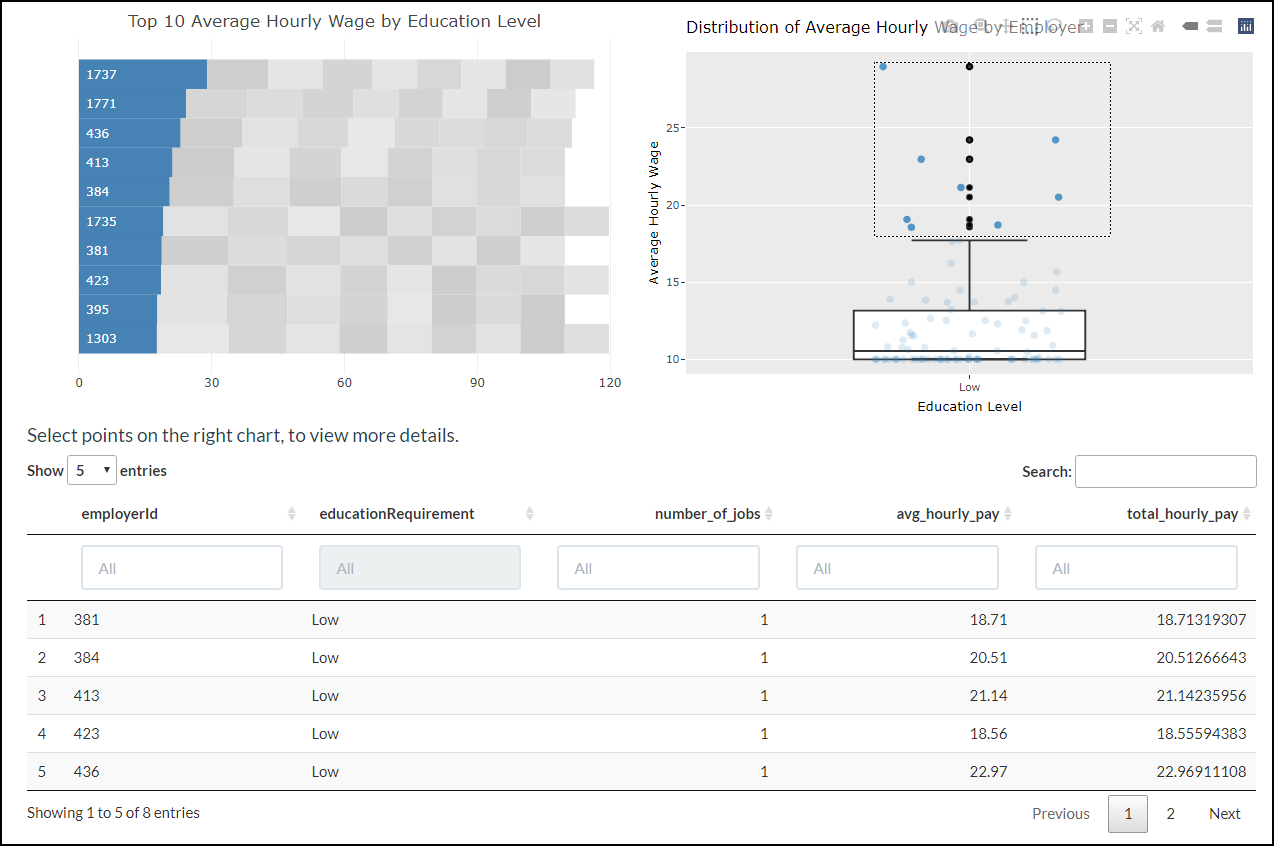 Top 10 Average Hourly Wage by Education Level
1737
1771
436
413
384
1735
381
423
395
1303
0 30 60 90 120
Distribution of Average Hourly Wage by Employer
Average Hourly Wage
25
20
15
10
Low
Education Level
Select points on the right chart, to view more details.
Show 5 entries Search:
employerId educationRequirement number_of_jobs avg_hourly_pay total_hourly_pay
All All All All All
1 381 Low 1 18.71 18.71319307
2 384 Low 1 20.51 20.51266643
3 413 Low 1 21.14 21.14235956
4 423 Low 1 18.56 18.55594383
5 436 Low 1 22.97 22.96911108
Showing 1 to 5 of 8 entries Previous 1 2 Next